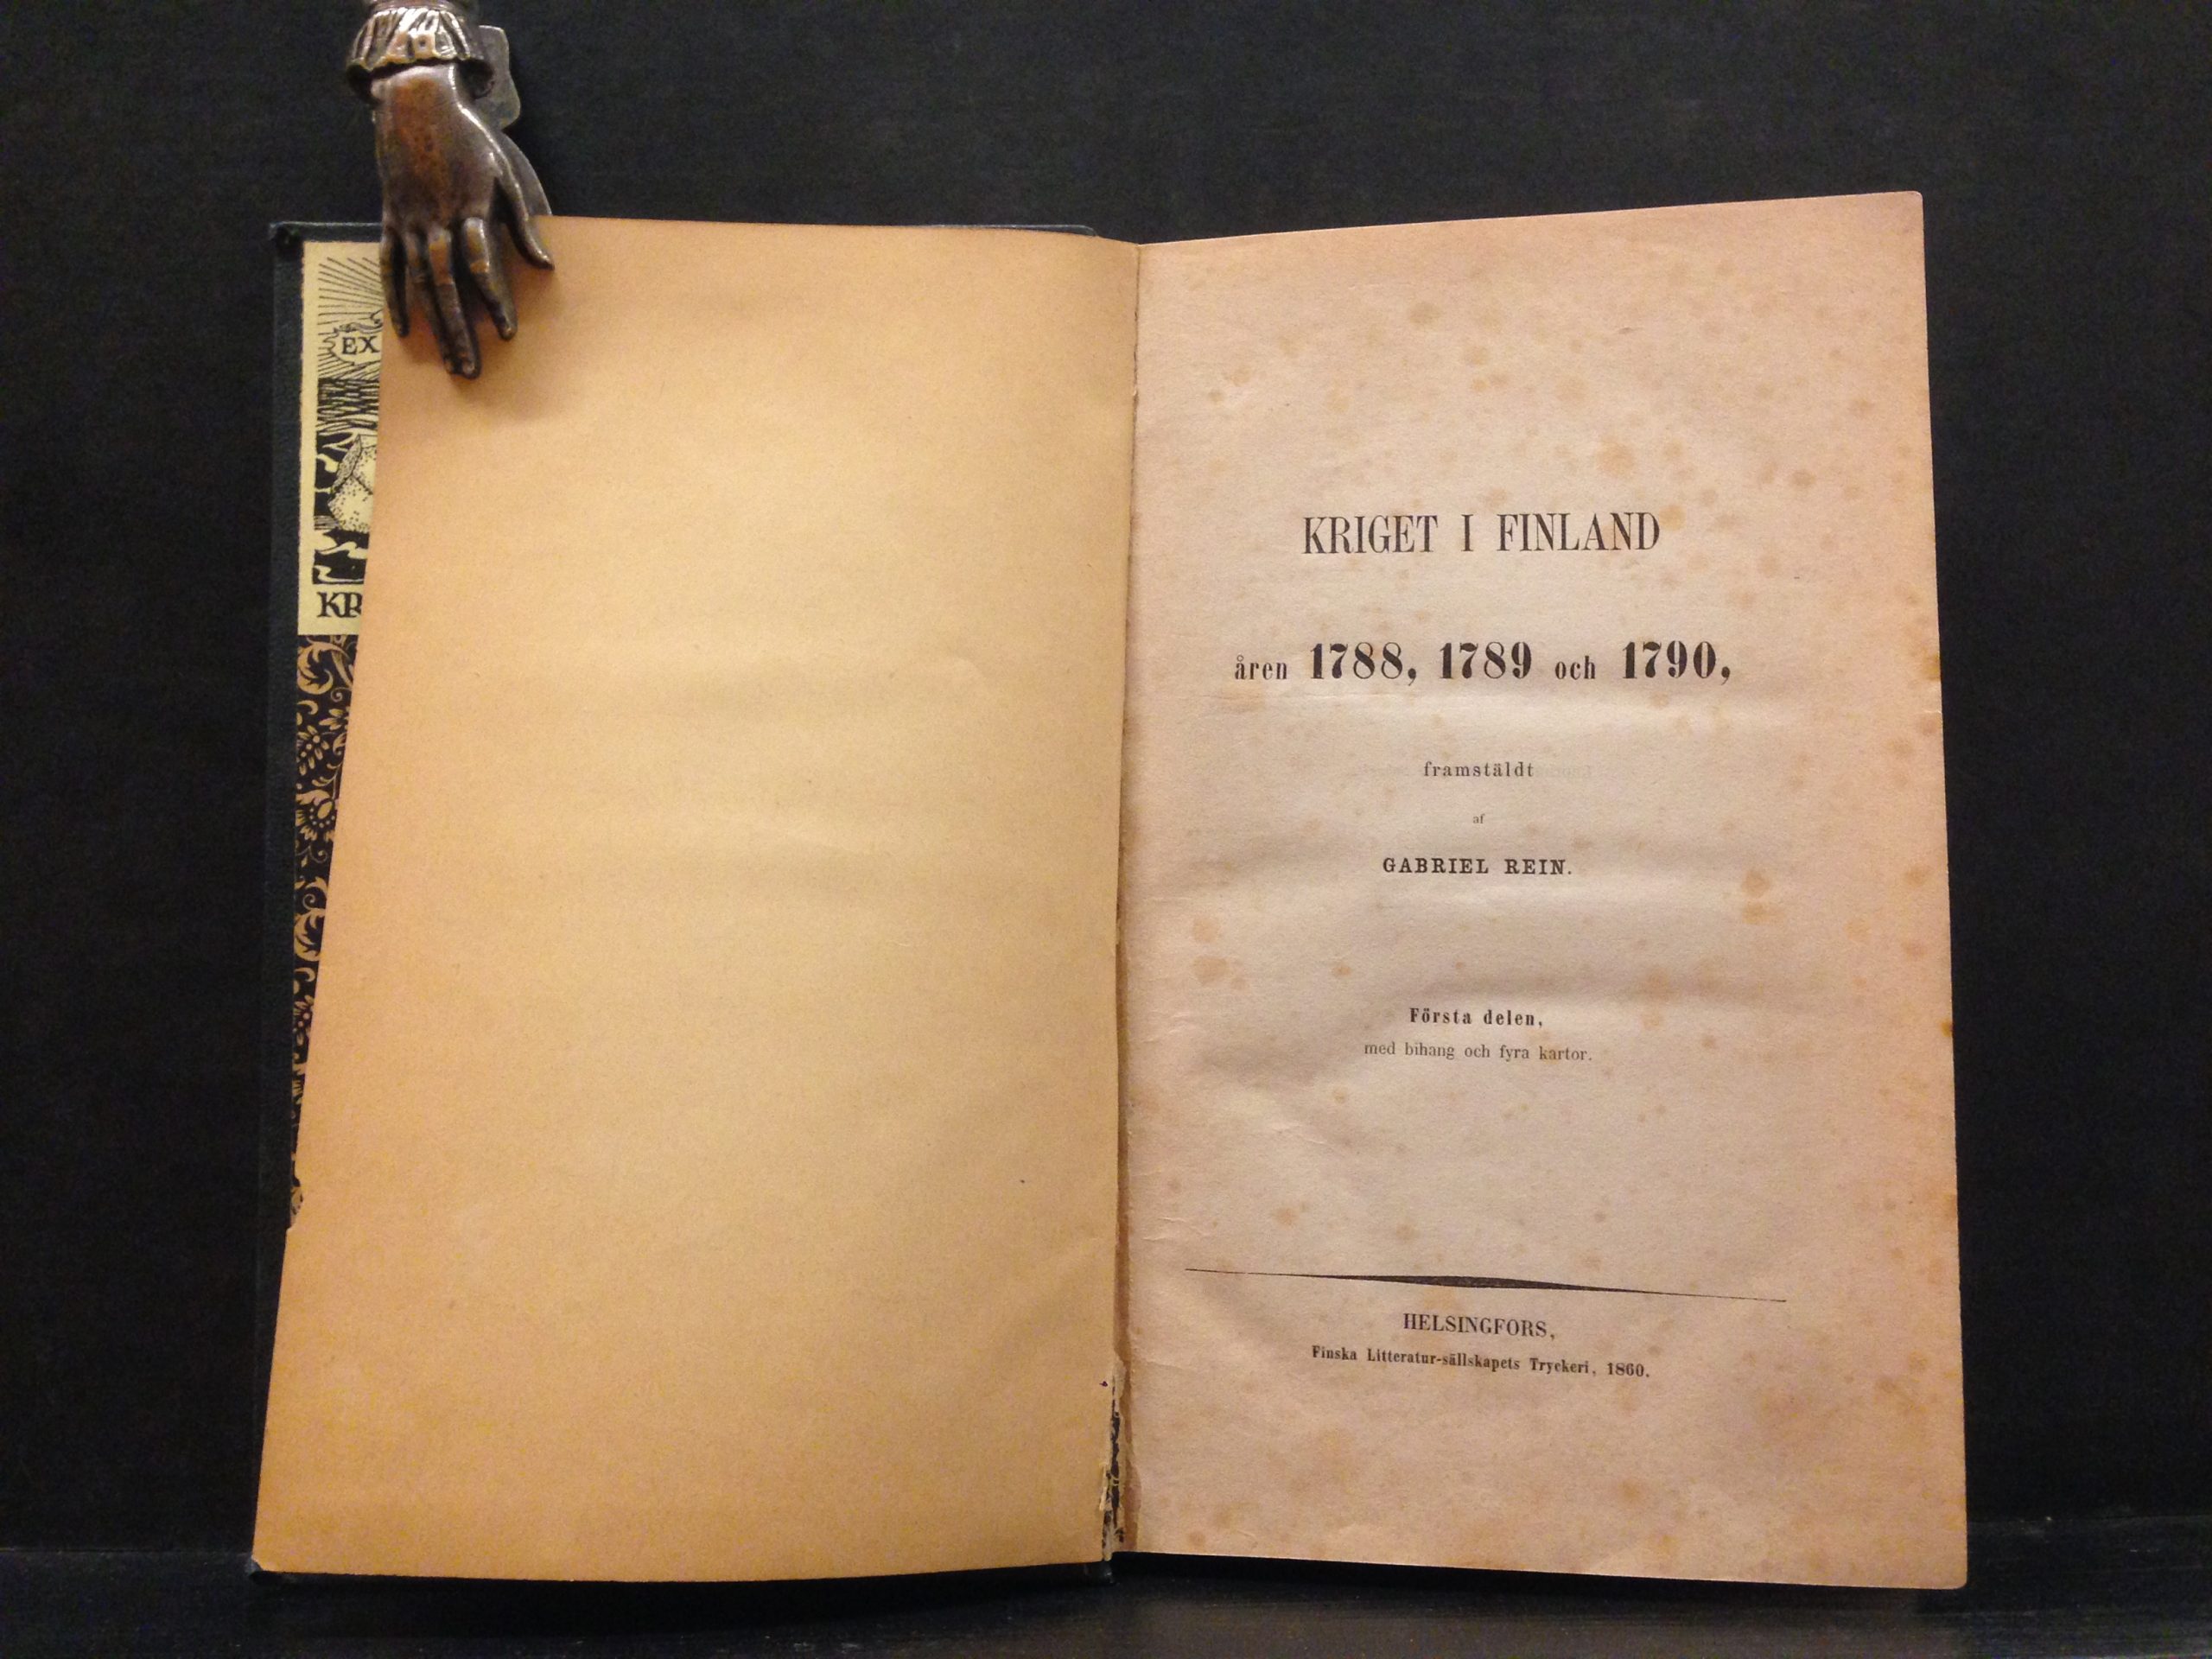 EX
KR
KRIGET I FINLAND
åren 1788, 1789 och 1790,
framstäldt
af
GABRIEL REIN.
Första delen,
med bihang och fyra kartor.
HELSINGFORS,
Finska Litteratur-sällskapets Tryckeri, 1860.